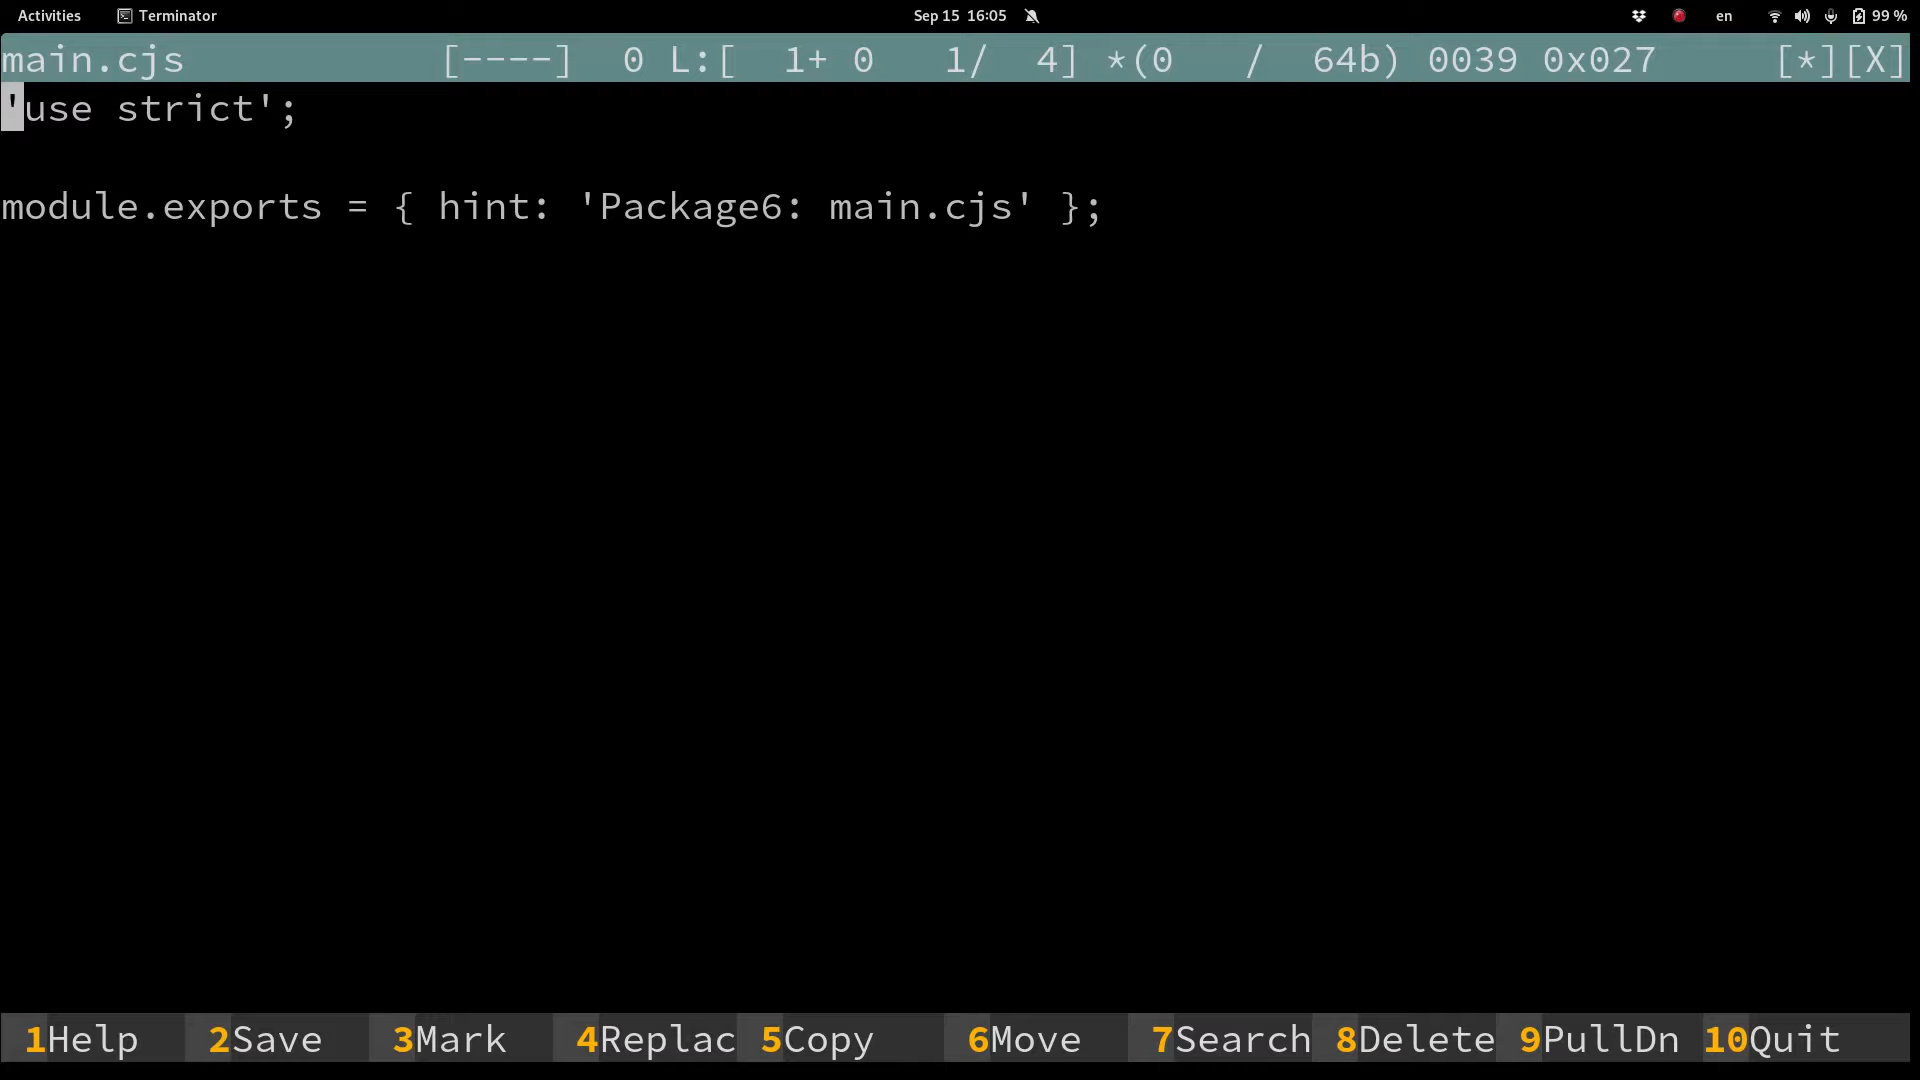 Activities Terminator Sep 15 16:05 en 99 %
main.cjs [----] 0 L:[ 1+ 0 1/ 4] *(0 / 64b) 0039 0x027 [*][X]
'use strict';
module.exports = { hint: 'Package6: main.cjs' };
1Help 2Save 3Mark 4Replac 5Copy 6Move 7Search 8Delete 9PullDn 10Quit